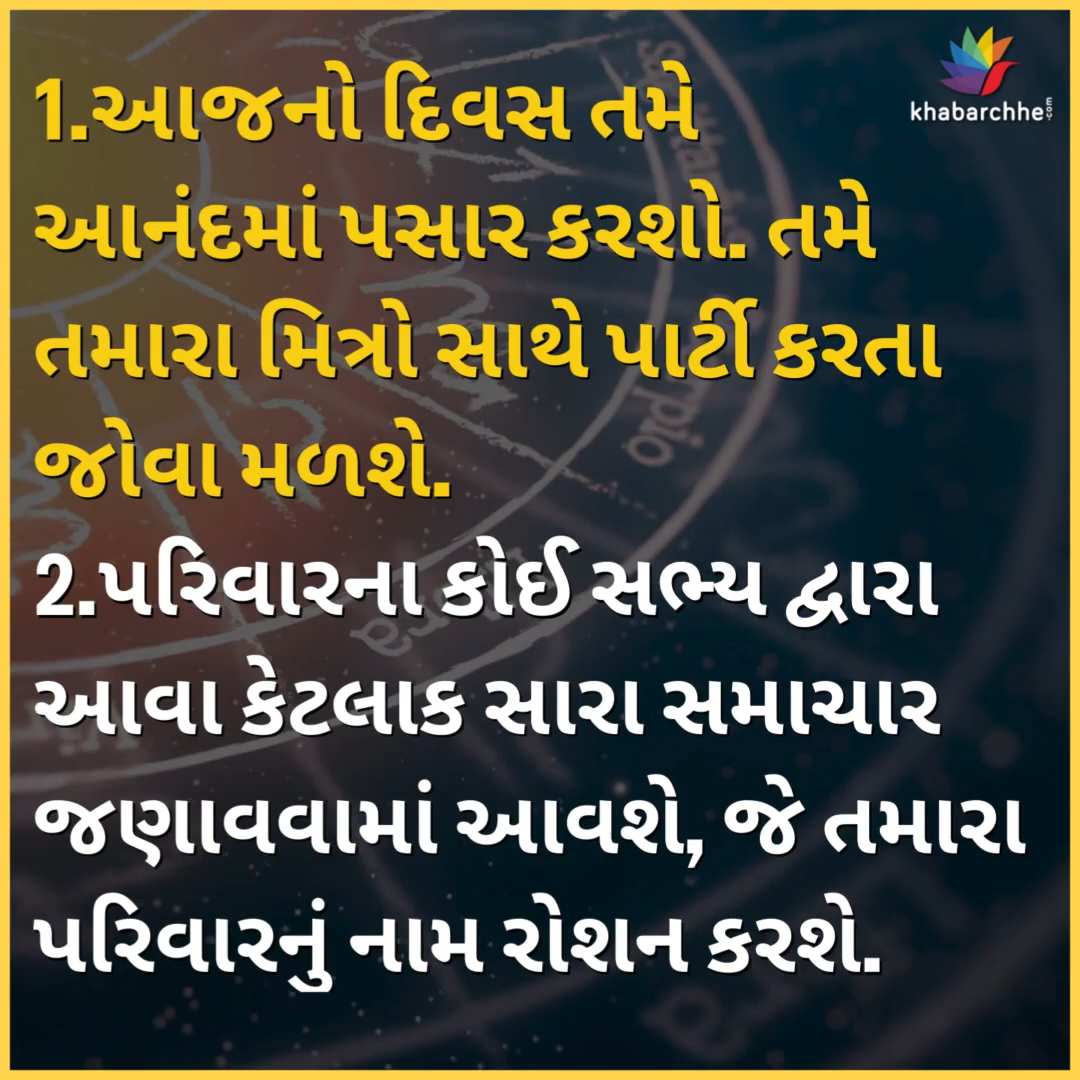 khabarchhe.com
1.આજનો દિવસ તમે
આનંદમાં પસાર કરશો. તમે
તમારા મિત્રો સાથે પાર્ટી કરતા
જોવા મળશે.
2.પરિવારના કોઈ સભ્ય દ્વારા
આવા કેટલાક સારા સમાચાર
જણાવવામાં આવશે, જે તમારા
પરિવારનું નામ રોશન કરશે.